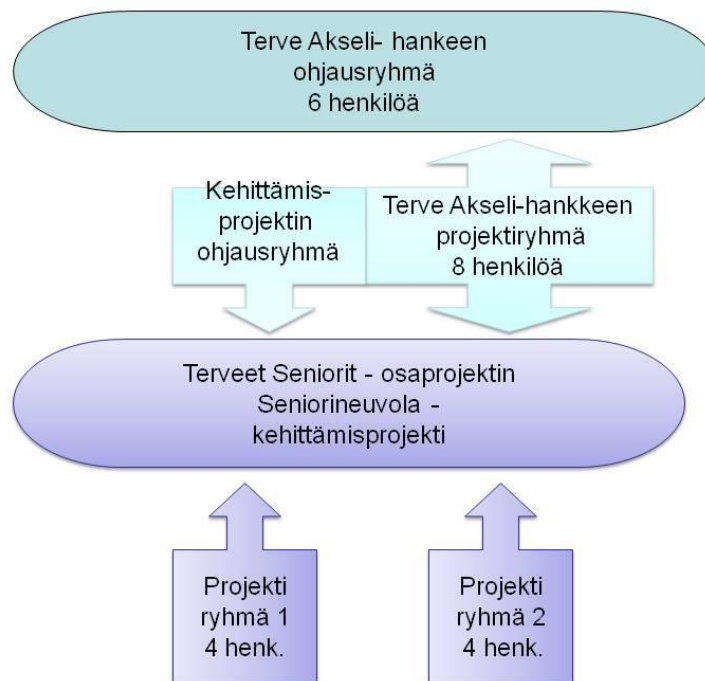 Terve Akseli- hankeen
ohjausryhmä
6 henkilöä
Kehittämis-
projektin
ohjausryhmä
Terve Akseli-hankkeen
projektiryhmä
8 henkilöä
Terveet Seniorit - osaprojektin
Seniorineuvola -
kehittämisprojekti
Projekti
ryhmä 1
4 henk.
Projekti
ryhmä 2
4 henk.